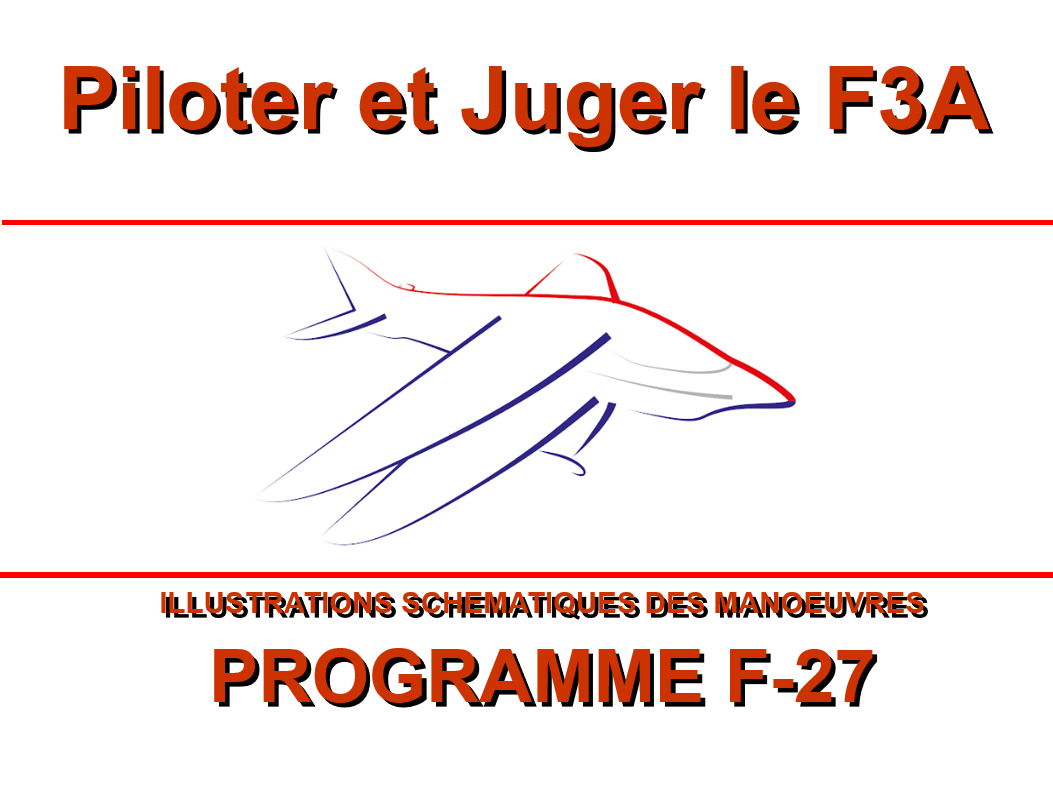 Piloter et Juger le F3A
ILLUSTRATIONS SCHEMATIQUES DES MANOEUVRES
PROGRAMME F-27